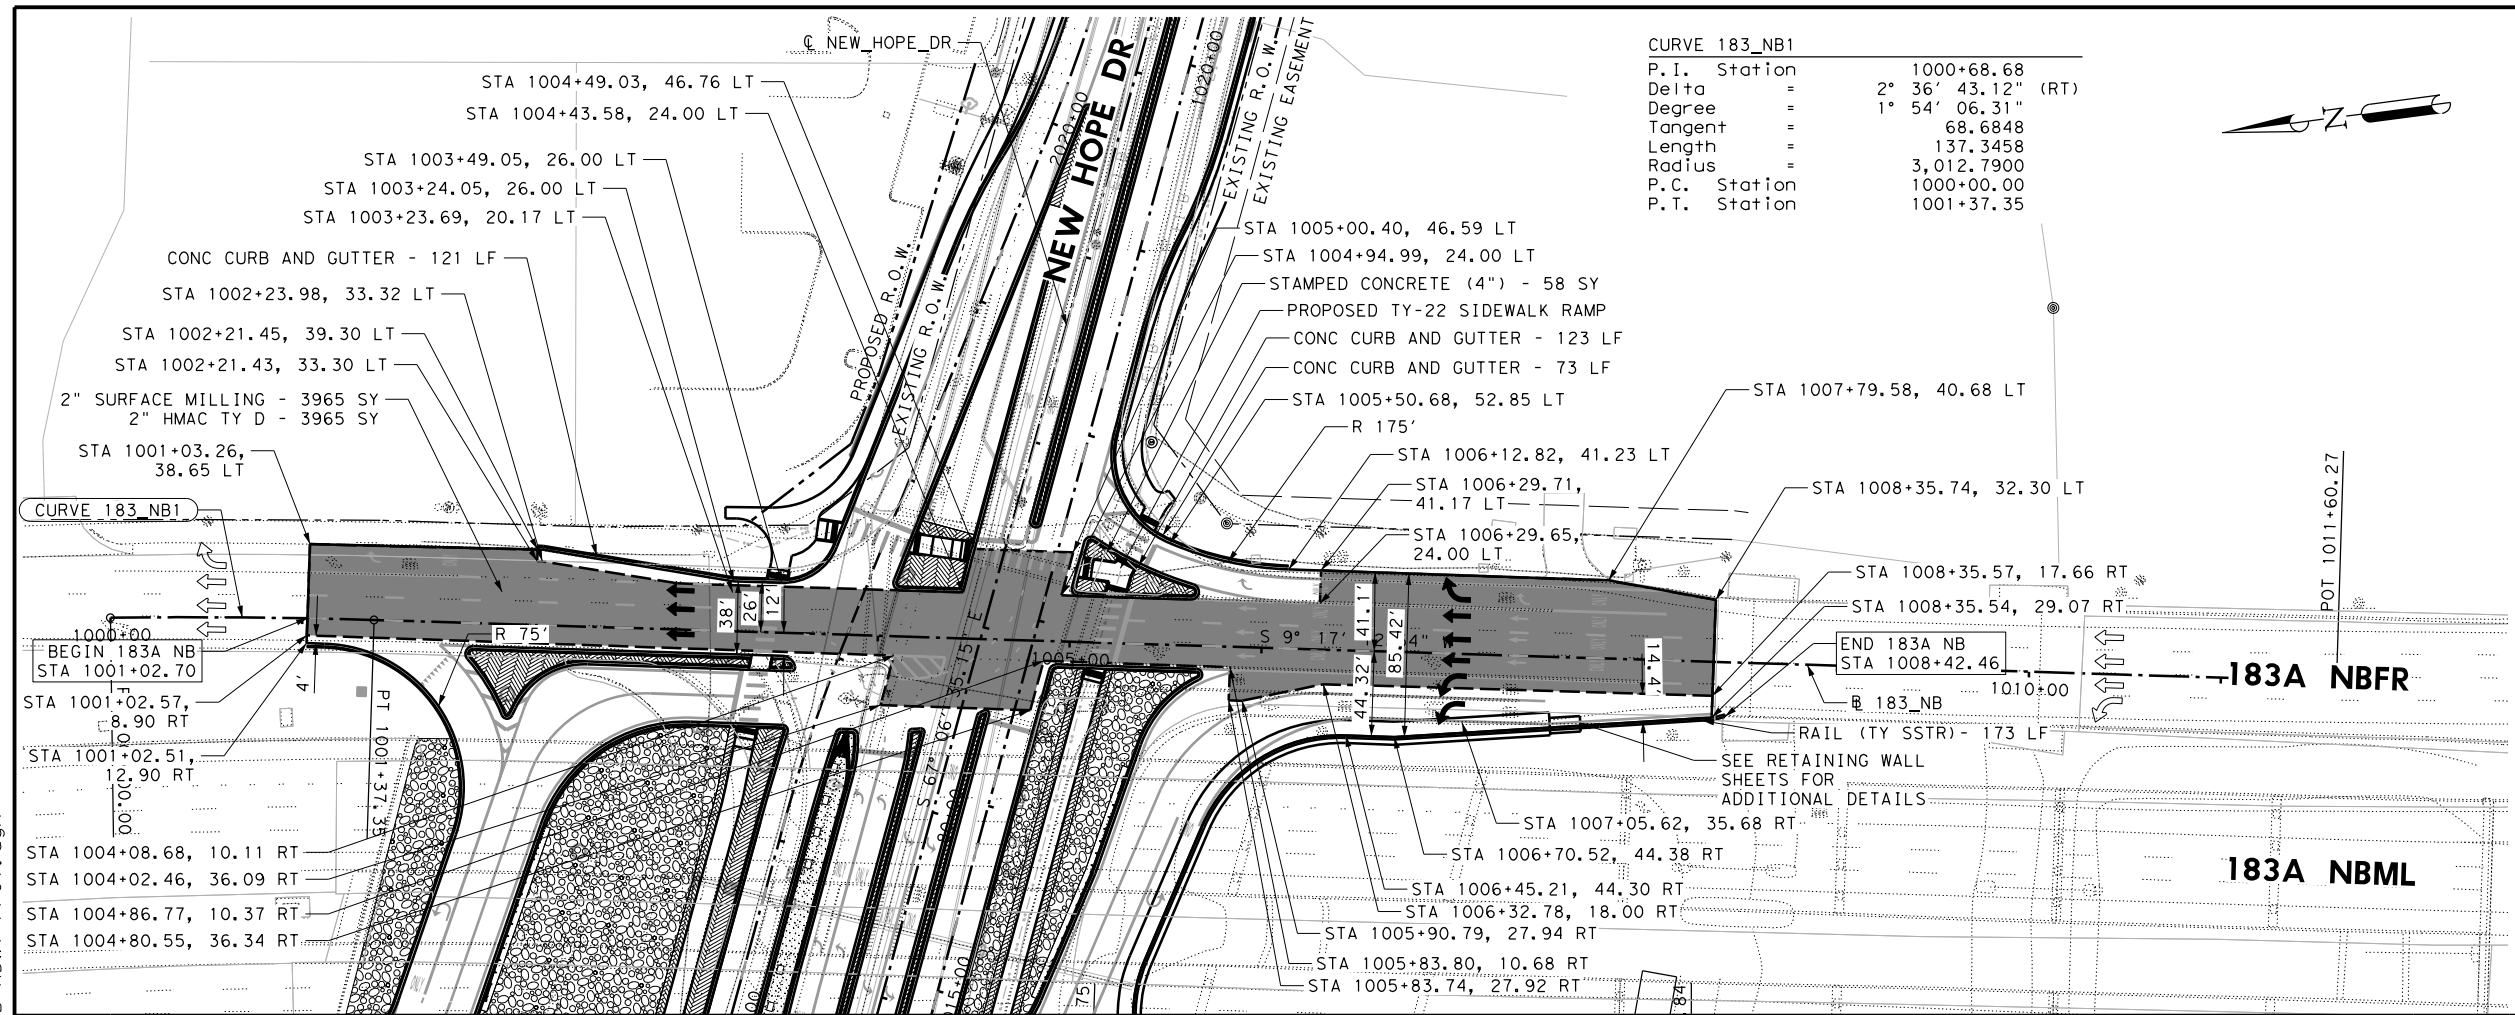 ℄ NEW_HOPE_DR
STA 1004+49.03, 46.76 LT
STA 1004+43.58, 24.00 LT
STA 1003+49.05, 26.00 LT
STA 1003+24.05, 26.00 LT
STA 1003+23.69, 20.17 LT
CONC CURB AND GUTTER - 121 LF
STA 1002+23.98, 33.32 LT
STA 1002+21.45, 39.30 LT
STA 1002+21.43, 33.30 LT
2" SURFACE MILLING - 3965 SY
2" HMAC TY D - 3965 SY
STA 1001+03.26,
38.65 LT
CURVE 183_NB1
1000+00
BEGIN 183A NB
STA 1001+02.70
STA 1001+02.57,
8.90 RT
STA 1001+02.51,
12.90 RT
4'
PT 1001+37.35
R 75'
STA 1004+08.68, 10.11 RT
STA 1004+02.46, 36.09 RT
STA 1004+86.77, 10.37 RT
STA 1004+80.55, 36.34 RT
PROPOSED R.O.W.
EXISTING R.O.W.
NEW HOPE DR
2020+00
1020+00
EXISTING R.O.W.
EXISTING EASEMENT
38'
26'
12'
1005+00
CURVE 183_NB1
P.I. Station 1000+68.68
Delta = 2° 36' 43.12" (RT)
Degree = 1° 54' 06.31"
Tangent = 68.6848
Length = 137.3458
Radius = 3,012.7900
P.C. Station 1000+00.00
P.T. Station 1001+37.35
Z
STA 1005+00.40, 46.59 LT
STA 1004+94.99, 24.00 LT
STAMPED CONCRETE (4") - 58 SY
PROPOSED TY-22 SIDEWALK RAMP
CONC CURB AND GUTTER - 123 LF
CONC CURB AND GUTTER - 73 LF
STA 1005+50.68, 52.85 LT
R 175'
STA 1006+12.82, 41.23 LT
STA 1006+29.71,
41.17 LT
STA 1006+29.65,
24.00 LT
STA 1007+79.58, 40.68 LT
STA 1008+35.74, 32.30 LT
POT 1011+60.27
STA 1008+35.57, 17.66 RT
STA 1008+35.54, 29.07 RT
END 183A NB
STA 1008+42.46
S 9° 17'
41.1'
85.42'
44.32'
14.4'
183A NBFR
1010+00
183_NB
RAIL (TY SSTR)- 173 LF
SEE RETAINING WALL
SHEETS FOR
ADDITIONAL DETAILS
STA 1007+05.62, 35.68 RT
STA 1006+70.52, 44.38 RT
STA 1006+45.21, 44.30 RT
STA 1006+32.78, 18.00 RT
STA 1005+90.79, 27.94 RT
STA 1005+83.80, 10.68 RT
STA 1005+83.74, 27.92 RT
183A NBML
75
84